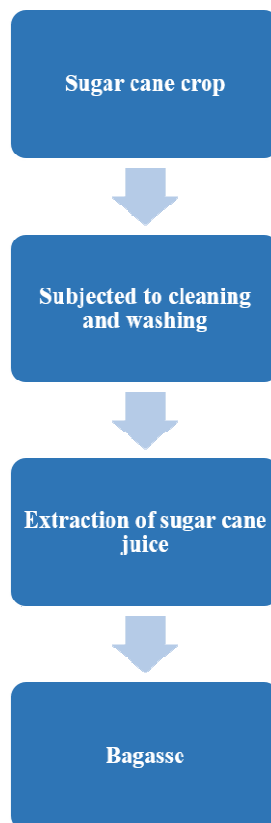 Sugar cane crop
Subjected to cleaning
and washing
Extraction of sugar cane
juice
Bagasse